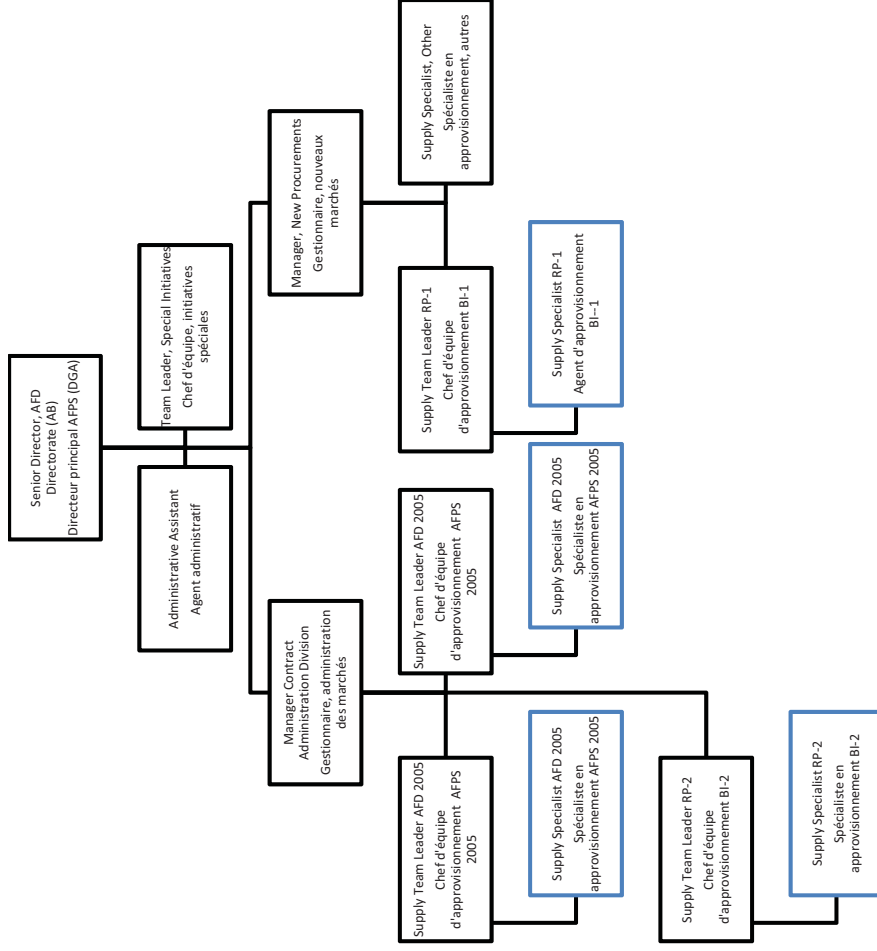 Senior Director, AFD
Directorate (AB)
Directeur principal AFPS (DGA)
Administrative Assistant
Agent administratif
Team Leader, Special Initiatives
Chef d'équipe, initiatives
spéciales
Manager Contract
Administration Division
Gestionnaire, administration
des marchés
Manager, New Procurements
Gestionnaire, nouveaux
marchés
Supply Team Leader AFD 2005
Chef d'équipe
d'approvisionnement AFPS
2005
Supply Team Leader AFD 2005
Chef d'équipe
d'approvisionnement AFPS
2005
Supply Team Leader RP-1
Chef d'équipe
d'approvisionnement BI-1
Supply Specialist, Other
Spécialiste en
approvisionnement, autres
Supply Specialist AFD 2005
Spécialiste en
approvisionnement AFPS 2005
Supply Specialist AFD 2005
Spécialiste en
approvisionnement AFPS 2005
Supply Specialist RP-1
Agent d'approvisionnement
BI--1
Supply Team Leader RP-2
Chef d'équipe
d'approvisionnement BI-2
Supply Specialist RP-2
Spécialiste en
approvisionnement BI-2